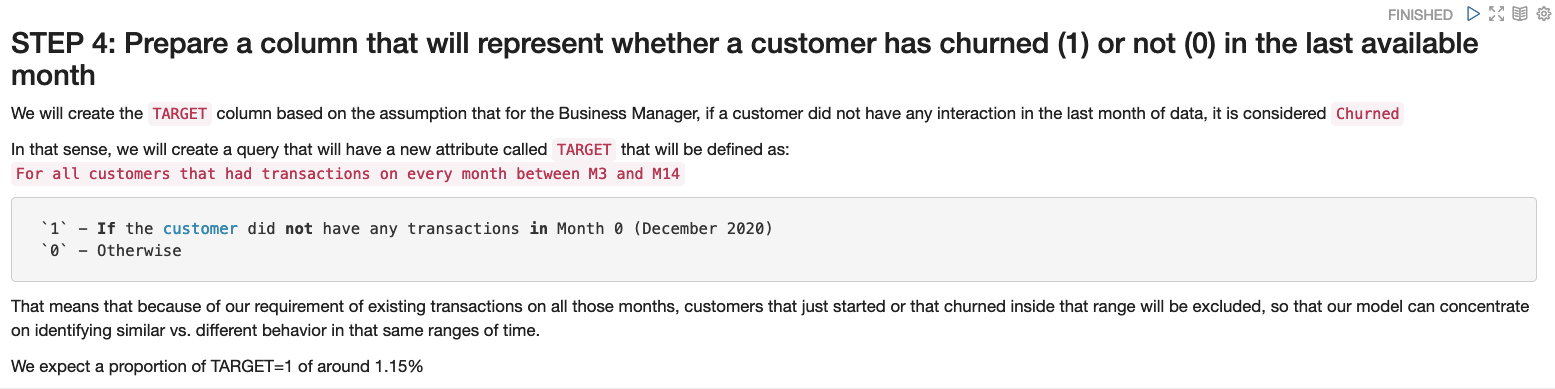 FINISHED
STEP 4: Prepare a column that will represent whether a customer has churned (1) or not (0) in the last available
month
We will create the TARGET column based on the assumption that for the Business Manager, if a customer did not have any interaction in the last month of data, it is considered Churned
In that sense, we will create a query that will have a new attribute called TARGET that will be defined as:
For all customers that had transactions on every month between M3 and M14
`1` – If the customer did not have any transactions in Month 0 (December 2020)
`0` – Otherwise
That means that because of our requirement of existing transactions on all those months, customers that just started or that churned inside that range will be excluded, so that our model can concentrate
on identifying similar vs. different behavior in that same ranges of time.
We expect a proportion of TARGET=1 of around 1.15%